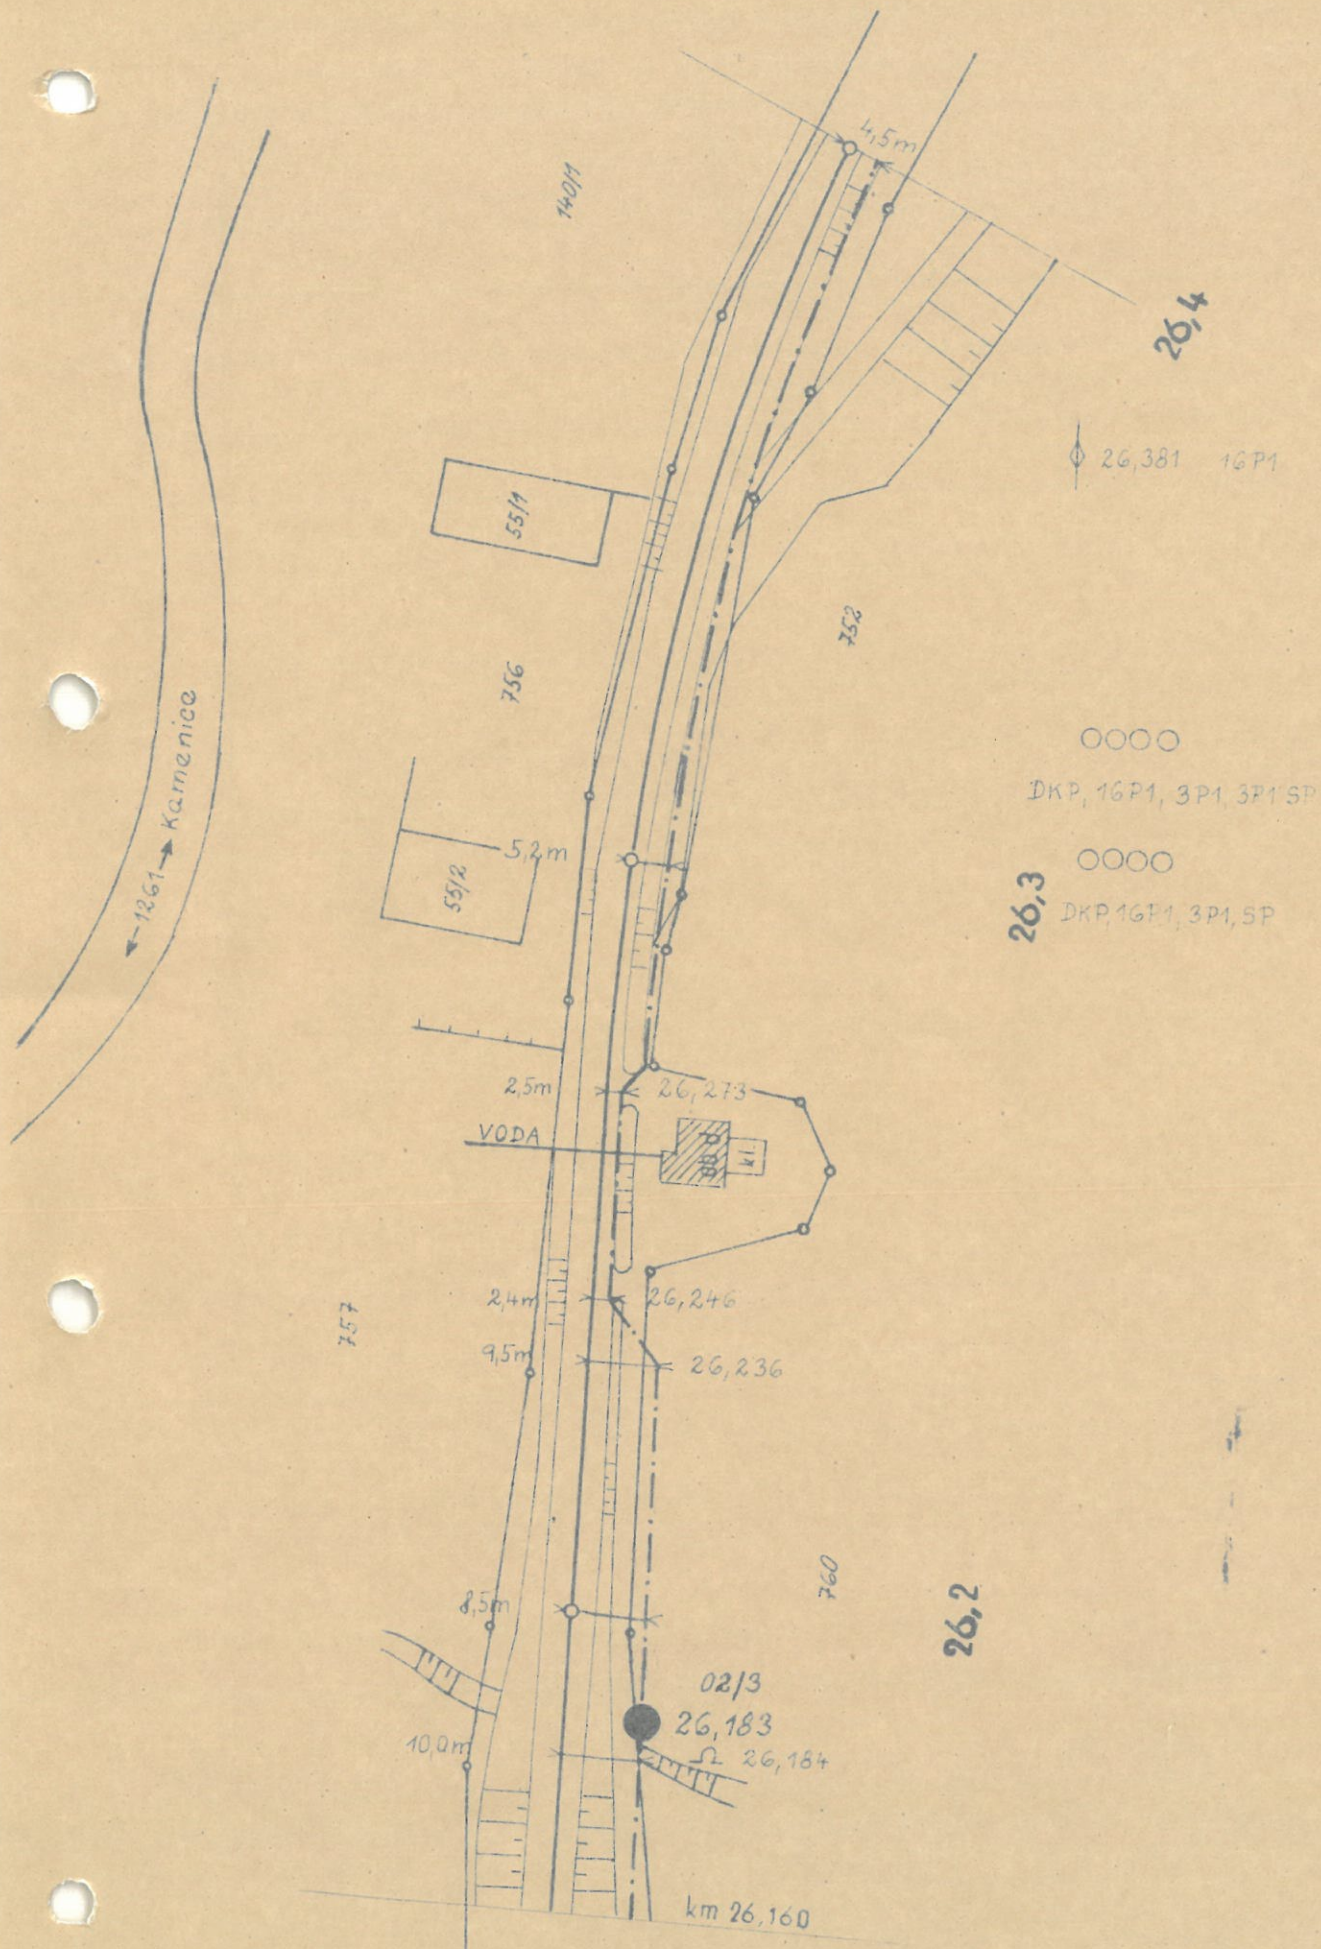 4,5m
140/1
26,4
26,381 16P1
55/1
752
756
1261 Kamenice
DKP, 16P1, 3P1, 3P1 SP
5,2m
55/2
26,3
DKP, 16P1, 3P1, SP
2,5m
26,273
VODA
kl.
2,4m
26,246
757
9,5m
26,236
760
8,5m
26,2
02/3
26,183
10,0m
Ω 26,184
km 26,160